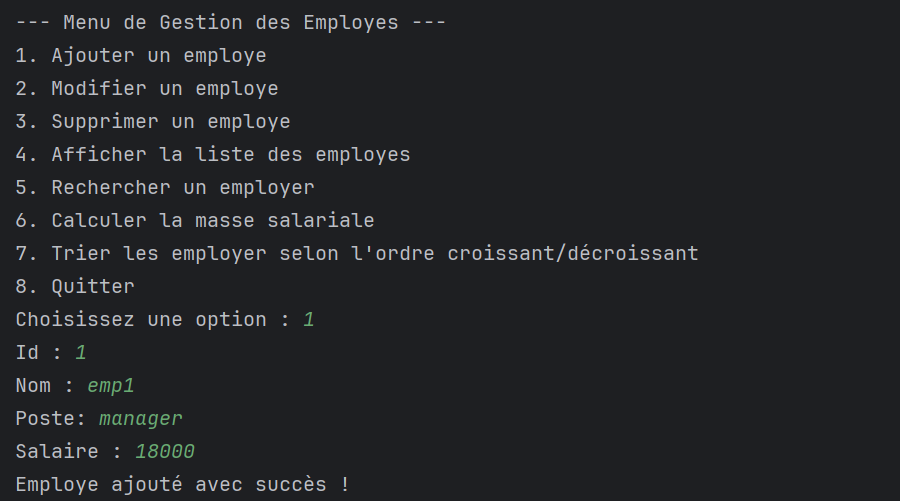 --- Menu de Gestion des Employes ---
1. Ajouter un employe
2. Modifier un employe
3. Supprimer un employe
4. Afficher la liste des employes
5. Rechercher un employer
6. Calculer la masse salariale
7. Trier les employer selon l'ordre croissant/décroissant
8. Quitter
Choisissez une option : 1
Id : 1
Nom : emp1
Poste: manager
Salaire : 18000
Employe ajouté avec succès !